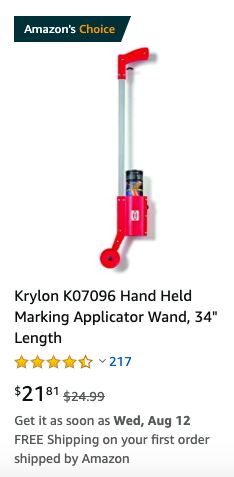 Amazon's Choice
Krylon K07096 Hand Held
Marking Applicator Wand, 34"
Length
217
$21 81 $24.99
Get it as soon as Wed, Aug 12
FREE Shipping on your first order
shipped by Amazon